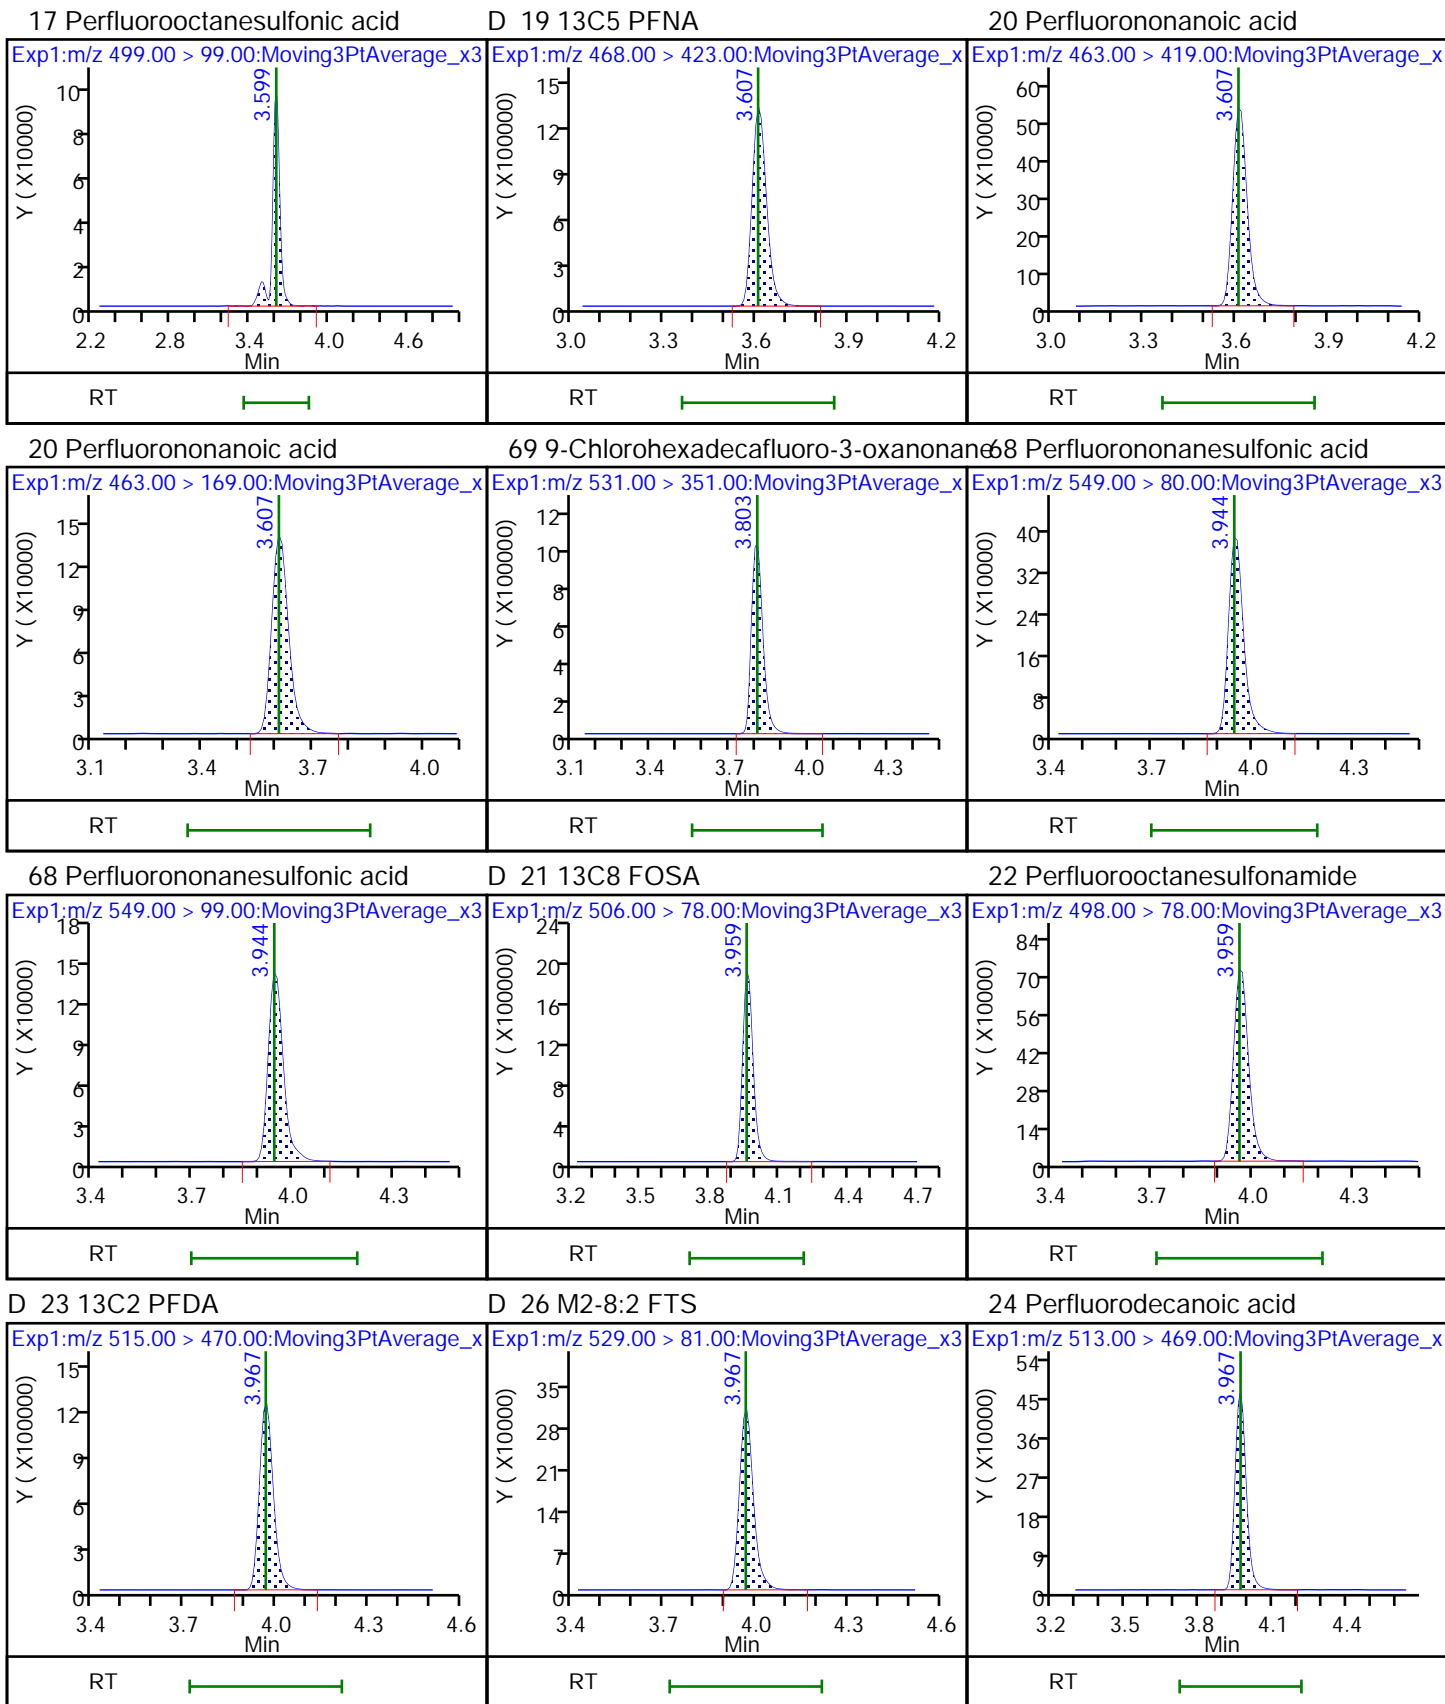 17 Perfluorooctanesulfonic acid
Exp1:m/z 499.00 > 99.00:Moving3PtAverage_x3
3.599
Y ( X10000)
10
8
6
4
2
0
2.2 2.8 3.4 4.0 4.6
Min
RT
D 19 13C5 PFNA
Exp1:m/z 468.00 > 423.00:Moving3PtAverage_x
3.607
Y ( X100000)
15
12
9
6
3
0
3.0 3.3 3.6 3.9 4.2
Min
RT
20 Perfluorononanoic acid
Exp1:m/z 463.00 > 419.00:Moving3PtAverage_x
3.607
Y ( X10000)
60
50
40
30
20
10
0
3.0 3.3 3.6 3.9 4.2
Min
RT
20 Perfluorononanoic acid
Exp1:m/z 463.00 > 169.00:Moving3PtAverage_x
3.607
Y ( X10000)
15
12
9
6
3
0
3.1 3.4 3.7 4.0
Min
RT
69 9-Chlorohexadecafluoro-3-oxanonane
Exp1:m/z 531.00 > 351.00:Moving3PtAverage_x
3.803
Y ( X100000)
12
10
8
6
4
2
0
3.1 3.4 3.7 4.0 4.3
Min
RT
68 Perfluorononanesulfonic acid
Exp1:m/z 549.00 > 80.00:Moving3PtAverage_x3
3.944
Y ( X10000)
40
32
24
16
8
0
3.4 3.7 4.0 4.3
Min
RT
68 Perfluorononanesulfonic acid
Exp1:m/z 549.00 > 99.00:Moving3PtAverage_x3
3.944
Y ( X10000)
18
15
12
9
6
3
0
3.4 3.7 4.0 4.3
Min
RT
D 21 13C8 FOSA
Exp1:m/z 506.00 > 78.00:Moving3PtAverage_x3
3.959
Y ( X100000)
24
20
16
12
8
4
0
3.2 3.5 3.8 4.1 4.4 4.7
Min
RT
22 Perfluorooctanesulfonamide
Exp1:m/z 498.00 > 78.00:Moving3PtAverage_x3
3.959
Y ( X10000)
84
70
56
42
28
14
0
3.4 3.7 4.0 4.3
Min
RT
D 23 13C2 PFDA
Exp1:m/z 515.00 > 470.00:Moving3PtAverage_x
3.967
Y ( X100000)
15
12
9
6
3
0
3.4 3.7 4.0 4.3 4.6
Min
RT
D 26 M2-8:2 FTS
Exp1:m/z 529.00 > 81.00:Moving3PtAverage_x3
3.967
Y ( X10000)
35
28
21
14
7
0
3.4 3.7 4.0 4.3 4.6
Min
RT
24 Perfluorodecanoic acid
Exp1:m/z 513.00 > 469.00:Moving3PtAverage_x
3.967
Y ( X10000)
54
45
36
27
18
9
0
3.2 3.5 3.8 4.1 4.4
Min
RT